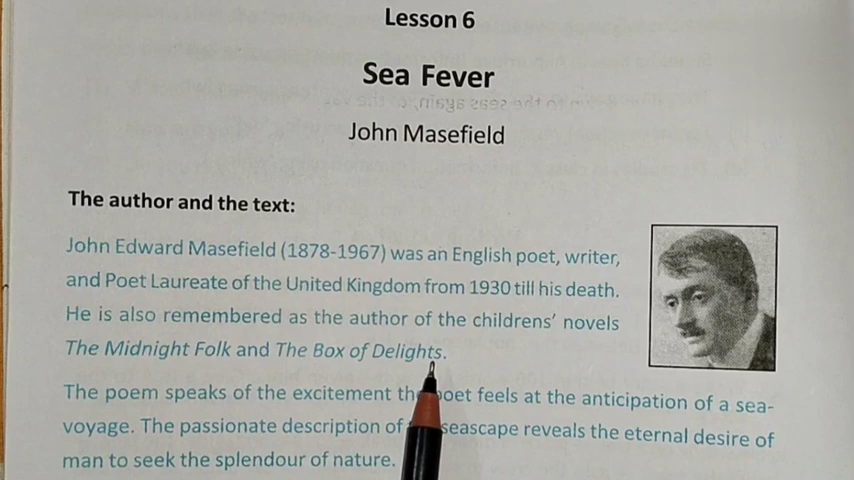 Lesson 6
Sea Fever
John Masefield
The author and the text:
John Edward Masefield (1878-1967) was an English poet, writer,
and Poet Laureate of the United Kingdom from 1930 till his death.
He is also remembered as the author of the childrens' novels
The Midnight Folk and The Box of Delights.
The poem speaks of the excitement the poet feels at the anticipation of a sea-
voyage. The passionate description of seascape reveals the eternal desire of
man to seek the splendour of nature.